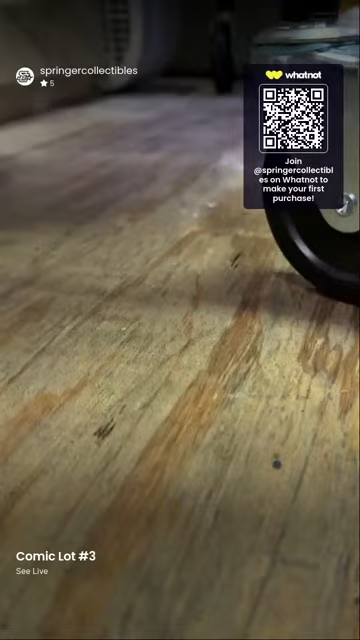 springercollectibles
5
whatnot
Join
@springercollectibl
es on Whatnot to
make your first
purchase!
Comic Lot #3
See Live